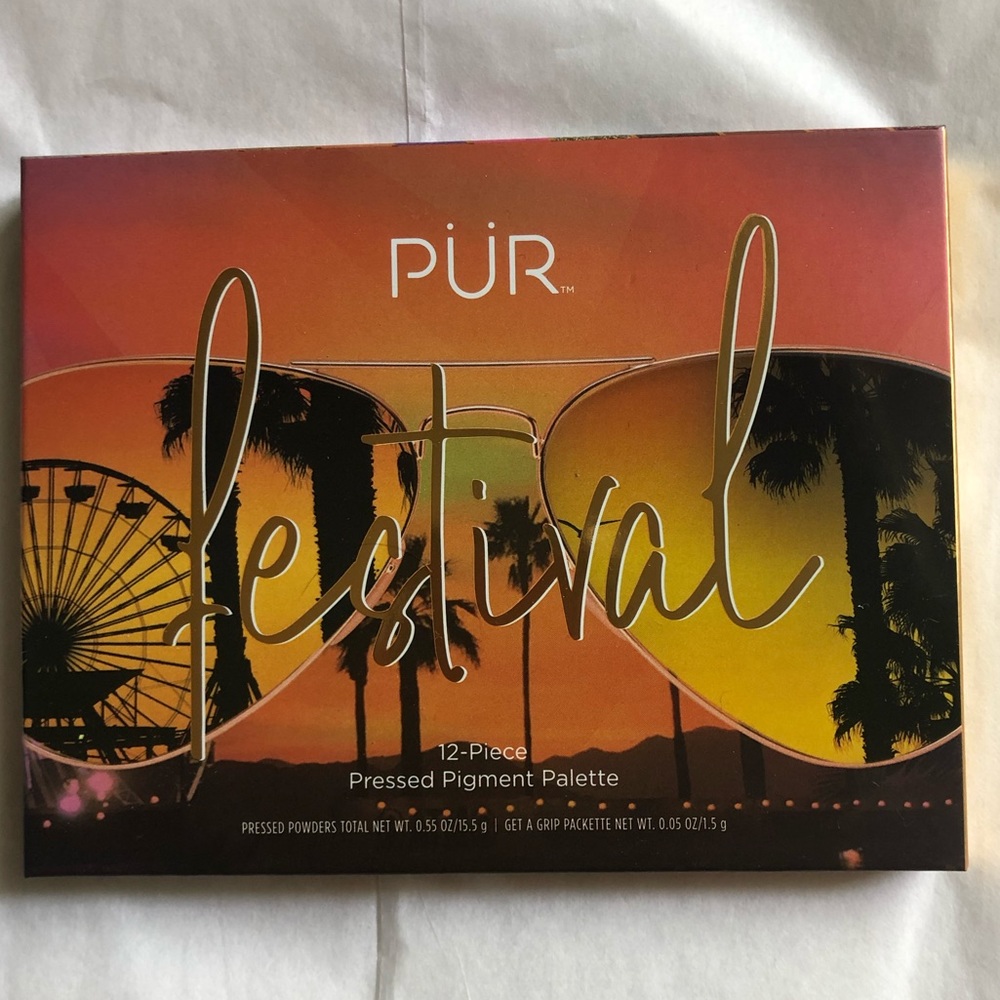 PÜR™
festival
12-Piece
Pressed Pigment Palette
PRESSED POWDERS TOTAL NET WT. 0.55 OZ/15.5 g | GET A GRIP PACKETTE NET WT. 0.05 OZ/1.5 g